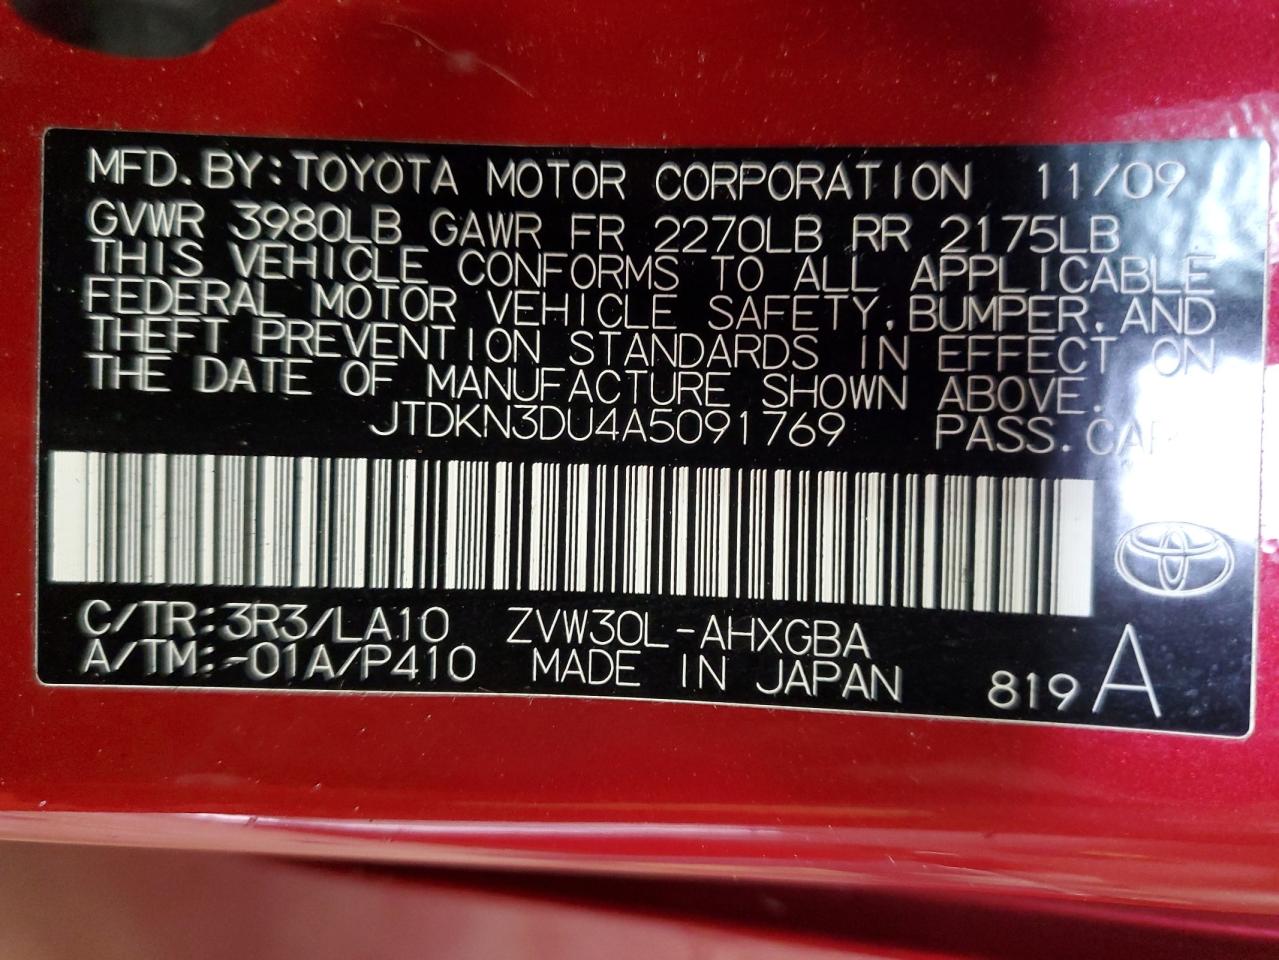 MFD. BY: TOYOTA MOTOR CORPORATION 11/09
GVWR 3980LB GAWR FR 2270LB RR 2175LB
THIS VEHICLE CONFORMS TO ALL APPLICABLE
FEDERAL MOTOR VEHICLE SAFETY, BUMPER, AND
THEFT PREVENTION STANDARDS IN EFFECT ON
THE DATE OF MANUFACTURE SHOWN ABOVE.
JTDKN3DU4A5091769 PASS. CAR
C/TR: 3R3/LA10 ZVW30L-AHXGBA
A/TM: -01A/P410 MADE IN JAPAN 819 A